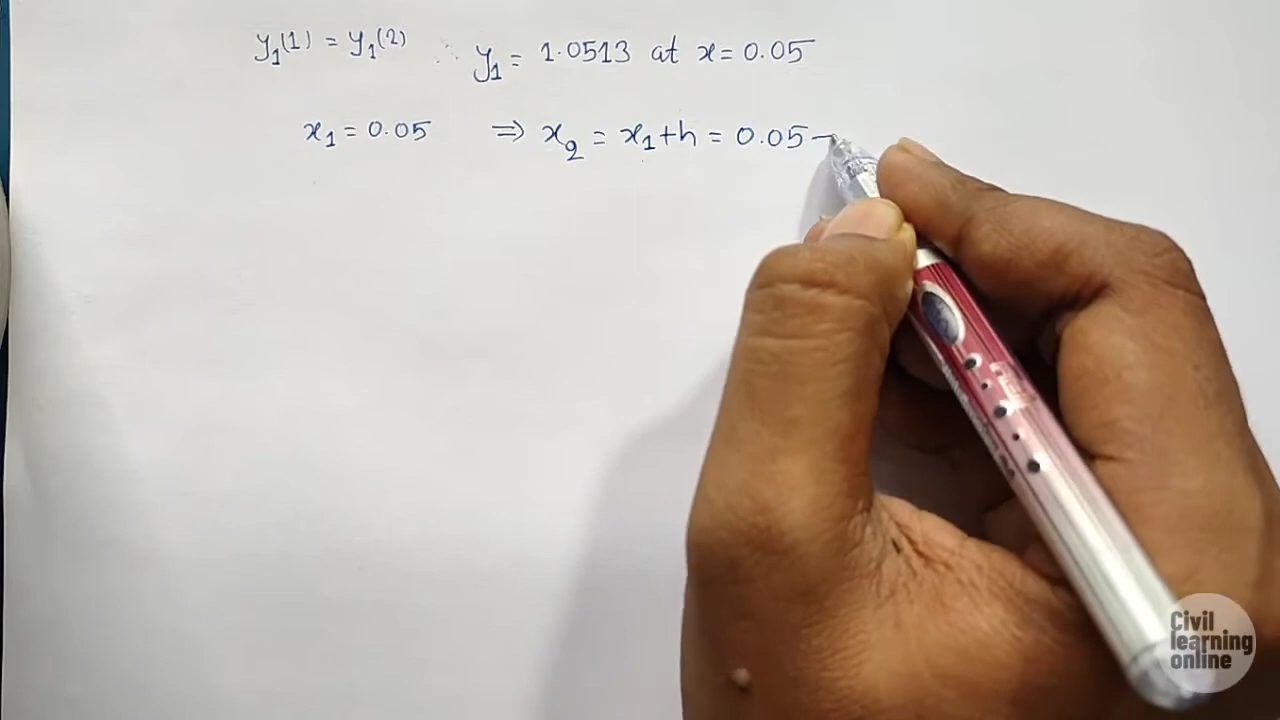 y₁(1) = y₁(2) ∴ y₁ = 1.0513 at x = 0.05
x₁ = 0.05 ⇒ x₂ = x₁+h = 0.05 –
Civil
learning
online